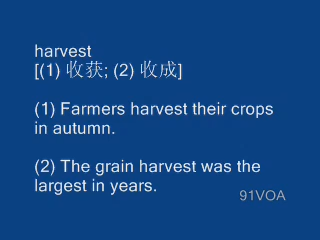 harvest
[(1) 收获; (2) 收成]
(1) Farmers harvest their crops
in autumn.
(2) The grain harvest was the
largest in years.
91VOA